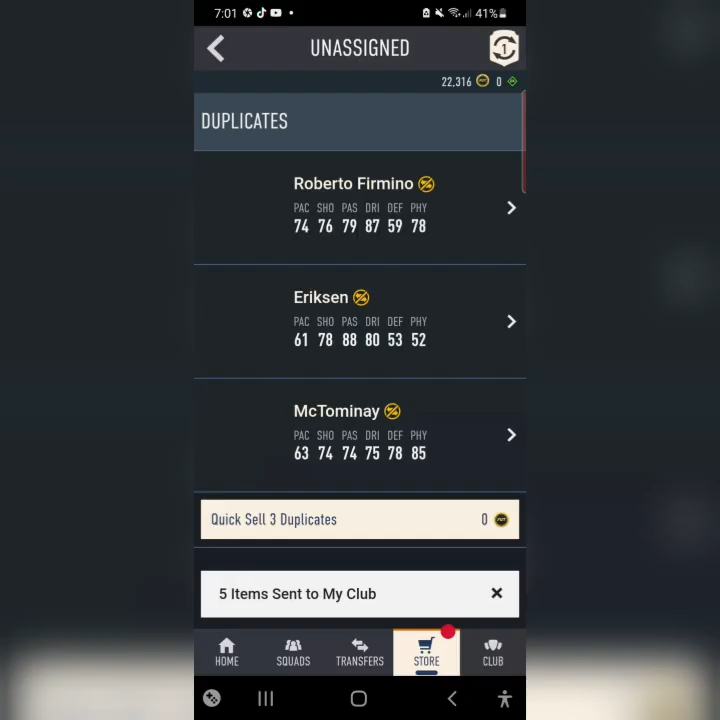 7:01
41%
UNASSIGNED
1
22,316 0
DUPLICATES
Roberto Firmino
PAC SHO PAS DRI DEF PHY
74 76 79 87 59 78
Eriksen
PAC SHO PAS DRI DEF PHY
61 78 88 80 53 52
McTominay
PAC SHO PAS DRI DEF PHY
63 74 74 75 78 85
Quick Sell 3 Duplicates 0
5 Items Sent to My Club
HOME SQUADS TRANSFERS STORE CLUB